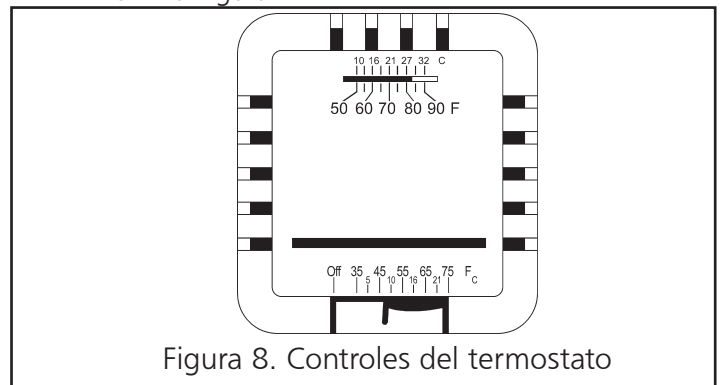 10 16 21 27 32 C
50 60 70 80 90 F
Off 35 45 55 65 75 F
5 10 16 21 C
Figura 8. Controles del termostato